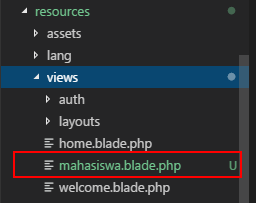 resources
assets
lang
views
auth
layouts
home.blade.php
mahasiswa.blade.php U
welcome.blade.php